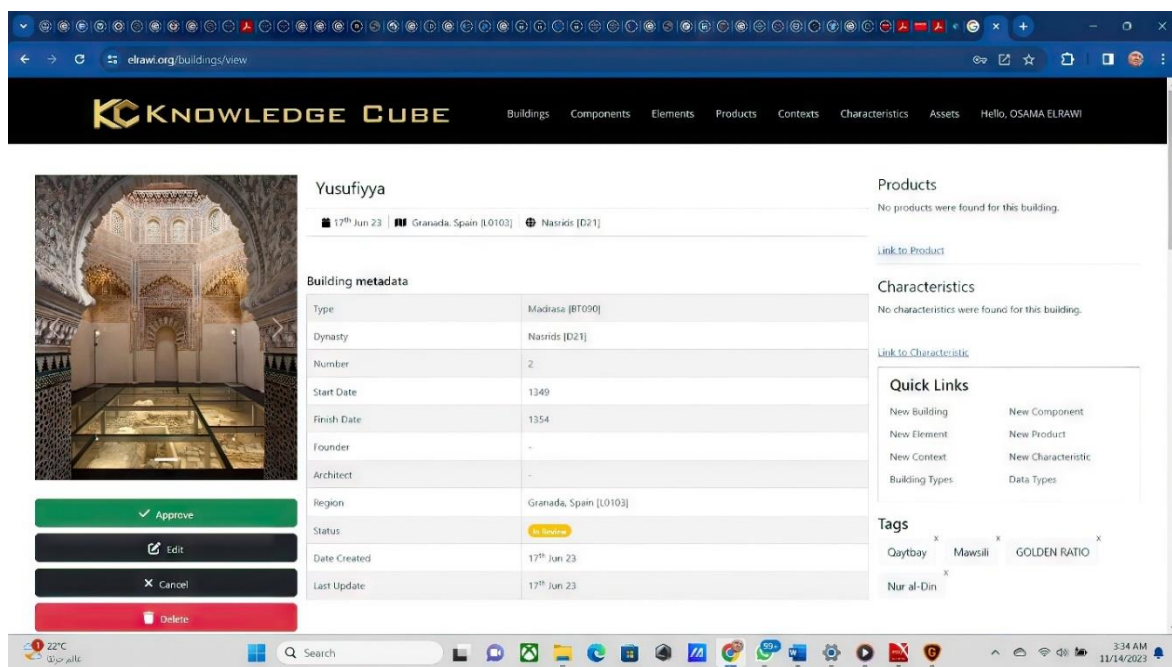 elrawi.org/buildings/view
KC KNOWLEDGE CUBE
Buildings Components Elements Products Contexts Characteristics Assets Hello, OSAMA ELRAWI
Yusufiyya
17th Jun 23 Granada, Spain [L0103] Nasrids [D21]
Building metadata
Type Madrasa [BT090]
Dynasty Nasrids [D21]
Number 2
Start Date 1349
Finish Date 1354
Founder -
Architect -
Region Granada, Spain [L0103]
Status In Review
Date Created 17th Jun 23
Last Update 17th Jun 23
Approve
Edit
Cancel
Delete
Products
No products were found for this building.
Link to Product
Characteristics
No characteristics were found for this building.
Link to Characteristic
Quick Links
New Building New Component
New Element New Product
New Context New Characteristic
Building Types Data Types
Tags
Qaytbay x Mawsili x GOLDEN RATIO x
Nur al-Din x
1 22°C
Search
99+
3:34 AM
11/14/2023